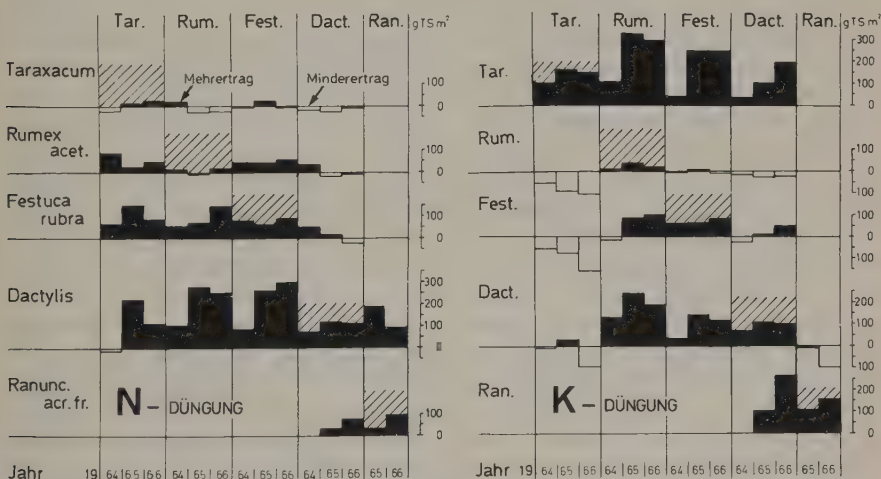 Tar. Rum. Fest. Dact. Ran. g TS m²
Taraxacum
Mehrertrag Minderertrag
100
0
Rumex
acet.
100
0
Festuca
rubra
100
0
Dactylis
300
200
100
Ranunc.
acr. fr.
100
0
N – DÜNGUNG
Jahr 19 64 | 65 | 66 | 64 | 65 | 66 | 64 | 65 | 66 | 64 | 65 | 66 | 65 | 66
Tar. Rum. Fest. Dact. Ran. g TS m²
Tar.
300
200
100
0
Rum.
100
0
100
Fest.
100
0
100
Dact.
200
100
0
100
Ran.
200
100
0
K – DÜNGUNG
Jahr 19 64 | 65 | 66 | 64 | 65 | 66 | 64 | 65 | 66 | 64 | 65 | 66 | 65 | 66